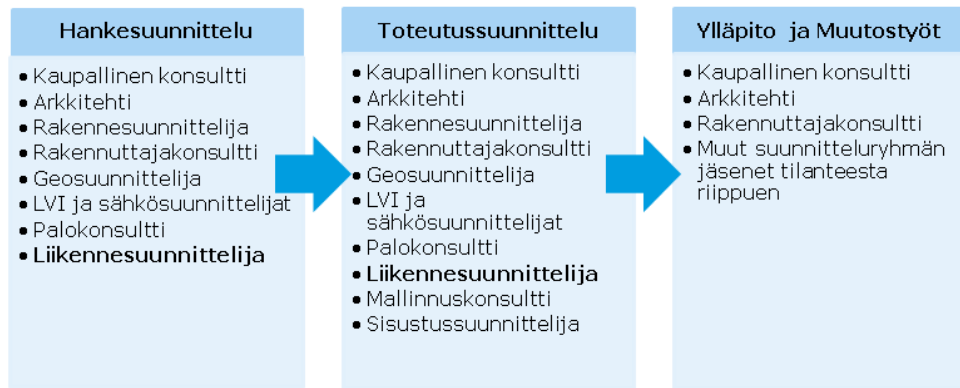 Hankesuunnittelu
• Kaupallinen konsultti
• Arkkitehti
• Rakennesuunnittelija
• Rakennuttajakonsultti
• Geosuunnittelija
• LVI ja sähkösuunnittelijat
• Palokonsultti
• Liikennesuunnittelija
Toteutussuunnittelu
• Kaupallinen konsultti
• Arkkitehti
• Rakennesuunnittelija
• Rakennuttajakonsultti
• Geosuunnittelija
• LVI ja
sähkösuunnittelijat
• Palokonsultti
• Liikennesuunnittelija
• Mallinnuskonsultti
• Sisustussuunnittelija
Ylläpito ja Muutostyöt
• Kaupallinen konsultti
• Arkkitehti
• Rakennuttajakonsultti
• Muut suunnitteluryhmän
jäsenet tilanteesta
riippuen